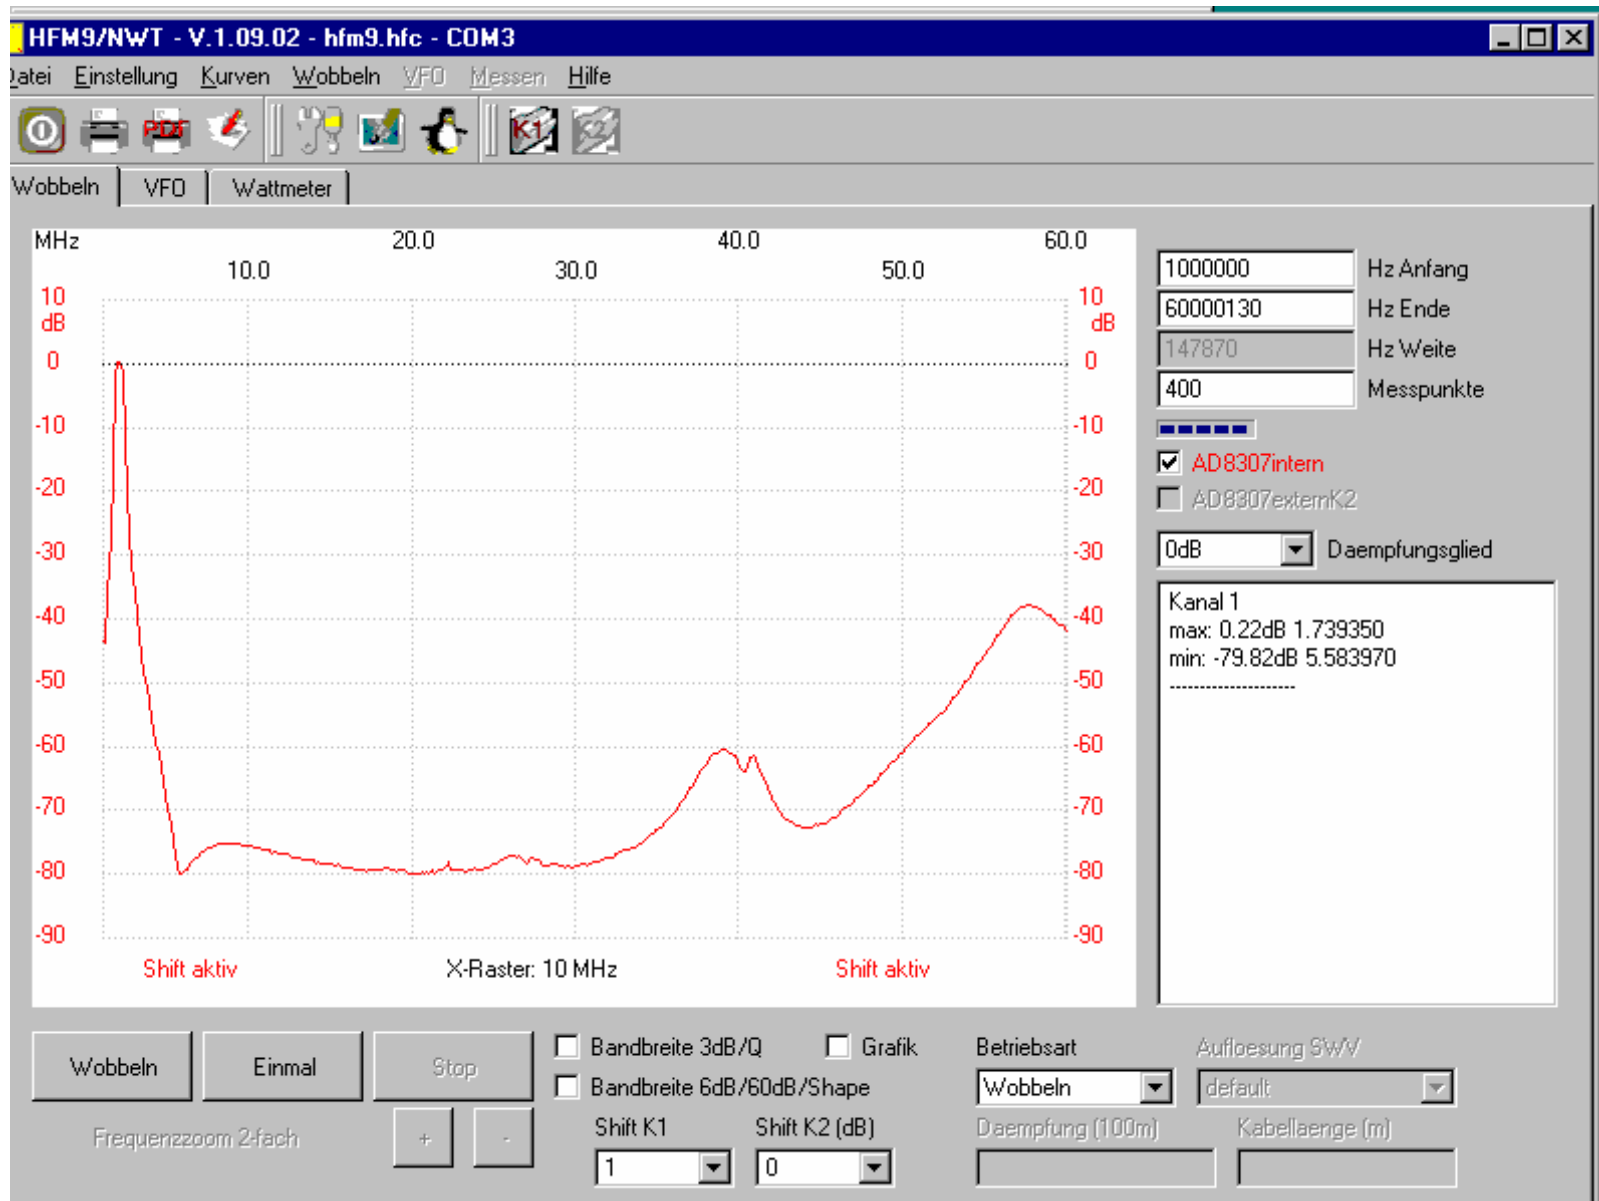 HFM9/NWT - V.1.09.02 - hfm9.hfc - COM3
Datei Einstellung Kurven Wobbeln VFO Messen Hilfe
PDF K1 K2
Wobbeln VFO Wattmeter
MHz 20.0 40.0 60.0
10.0 30.0 50.0
10 10
dB dB
0 0
-10 -10
-20 -20
-30 -30
-40 -40
-50 -50
-60 -60
-70 -70
-80 -80
-90 -90
Shift aktiv X-Raster: 10 MHz Shift aktiv
1000000 Hz Anfang
60000130 Hz Ende
147870 Hz Weite
400 Messpunkte
AD8307intern
AD8307externK2
0dB Daempfungsglied
Kanal 1
max: 0.22dB 1.739350
min: -79.82dB 5.583970
---------------------
Wobbeln Einmal Stop
Frequenzzoom 2-fach + -
Bandbreite 3dB/Q Grafik
Bandbreite 6dB/60dB/Shape
Shift K1 Shift K2 (dB)
1 0
Betriebsart Aufloesung SWV
Wobbeln default
Daempfung (100m) Kabellaenge (m)